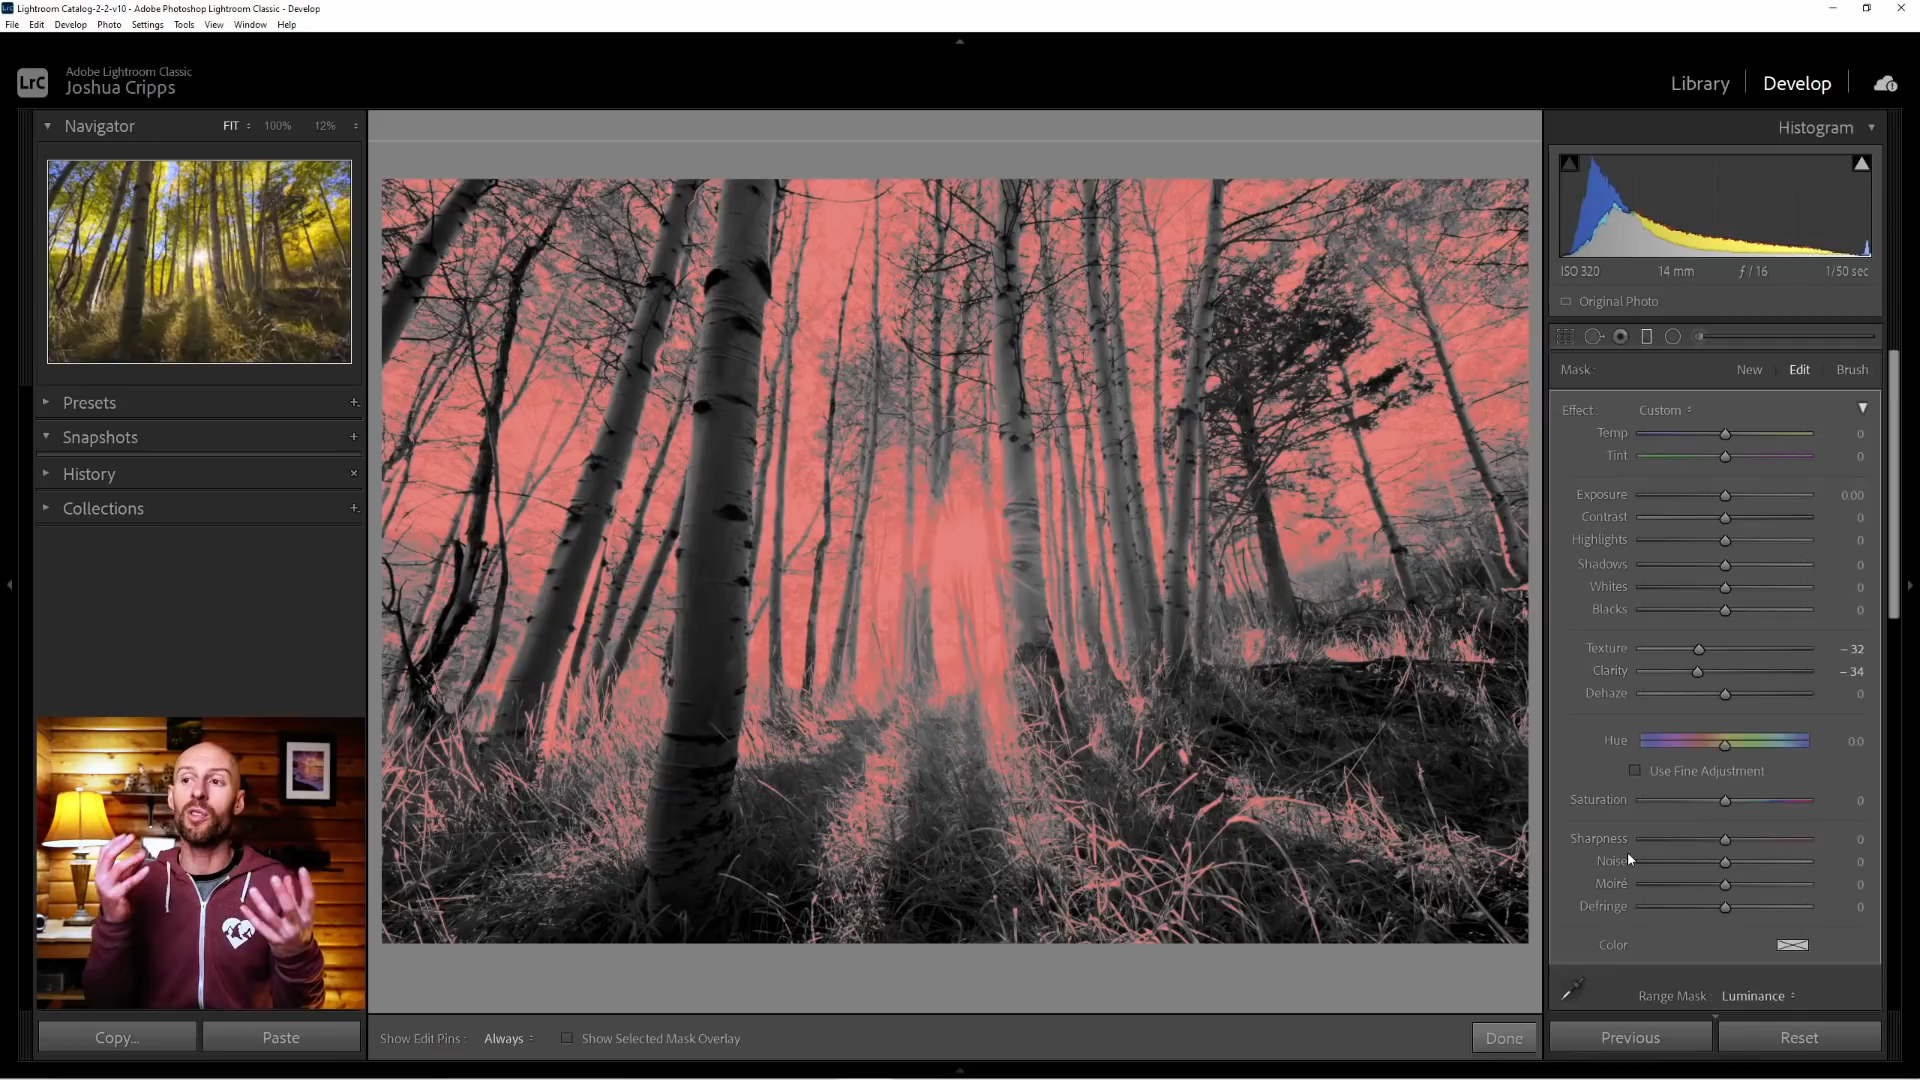 Lightroom Catalog-2-2-v10 - Adobe Photoshop Lightroom Classic - Develop
File Edit Develop Photo Settings Tools View Window Help
LrC
Adobe Lightroom Classic
Joshua Cripps
Library Develop
Navigator FIT 100% 12%
Presets
Snapshots
History
Collections
Histogram
ISO 320 14 mm ƒ / 16 1/50 sec
Original Photo
Mask : New Edit Brush
Effect : Custom
Temp 0
Tint 0
Exposure 0.00
Contrast 0
Highlights 0
Shadows 0
Whites 0
Blacks 0
Texture – 32
Clarity – 34
Dehaze 0
Hue 0.0
Use Fine Adjustment
Saturation 0
Sharpness 0
Noise 0
Moiré 0
Defringe 0
Color
Range Mask : Luminance
Copy... Paste
Show Edit Pins : Always Show Selected Mask Overlay Done
Previous Reset